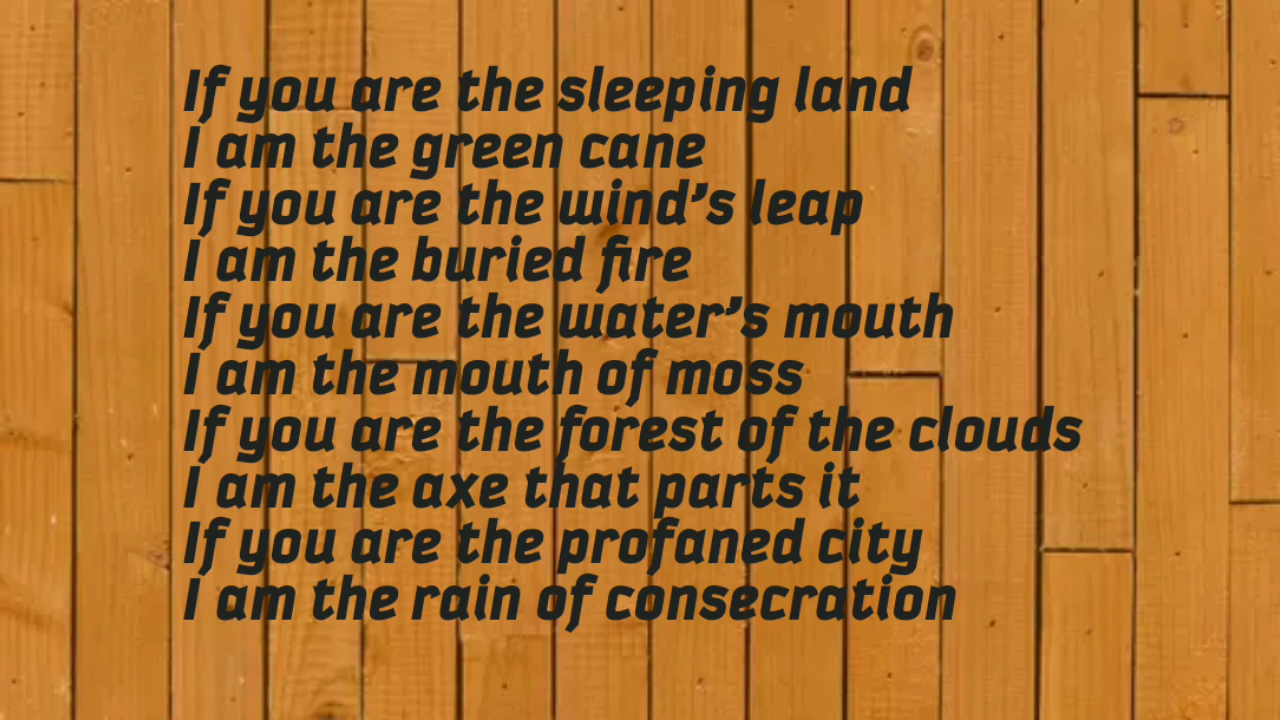 If you are the sleeping land
I am the green cane
If you are the wind’s leap
I am the buried fire
If you are the water’s mouth
I am the mouth of moss
If you are the forest of the clouds
I am the axe that parts it
If you are the profaned city
I am the rain of consecration